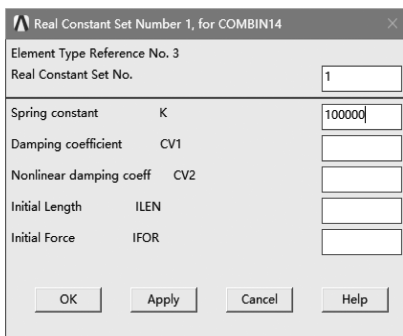 Real Constant Set Number 1, for COMBIN14
Element Type Reference No. 3
Real Constant Set No. 1
Spring constant K 100000
Damping coefficient CV1
Nonlinear damping coeff CV2
Initial Length ILEN
Initial Force IFOR
OK Apply Cancel Help